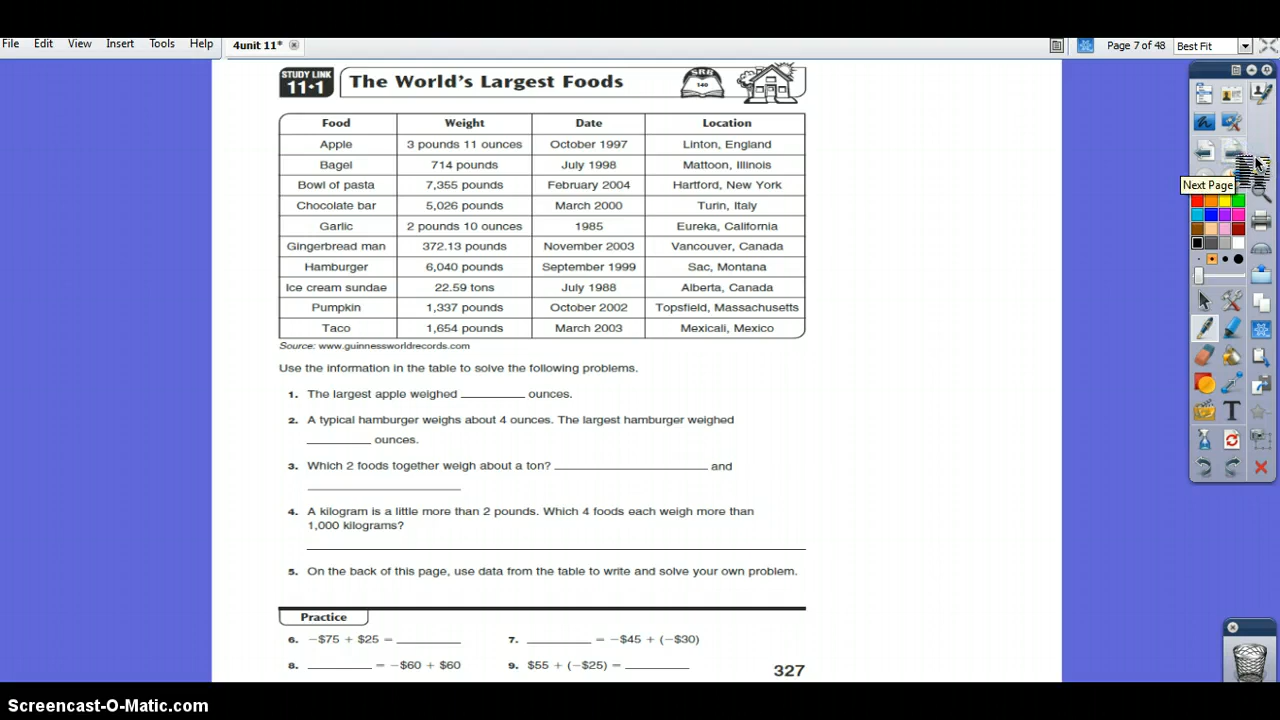 File Edit View Insert Tools Help 4unit 11* Page 7 of 48 Best Fit
STUDY LINK
11•1
The World's Largest Foods
SRB
140
Food Weight Date Location
Apple 3 pounds 11 ounces October 1997 Linton, England
Bagel 714 pounds July 1998 Mattoon, Illinois
Bowl of pasta 7,355 pounds February 2004 Hartford, New York
Chocolate bar 5,026 pounds March 2000 Turin, Italy
Garlic 2 pounds 10 ounces 1985 Eureka, California
Gingerbread man 372.13 pounds November 2003 Vancouver, Canada
Hamburger 6,040 pounds September 1999 Sac, Montana
Ice cream sundae 22.59 tons July 1988 Alberta, Canada
Pumpkin 1,337 pounds October 2002 Topsfield, Massachusetts
Taco 1,654 pounds March 2003 Mexicali, Mexico
Source: www.guinnessworldrecords.com
Use the information in the table to solve the following problems.
1. The largest apple weighed ________ ounces.
2. A typical hamburger weighs about 4 ounces. The largest hamburger weighed
________ ounces.
3. Which 2 foods together weigh about a ton? ________ and
________
4. A kilogram is a little more than 2 pounds. Which 4 foods each weigh more than
1,000 kilograms?
5. On the back of this page, use data from the table to write and solve your own problem.
Practice
6. −$75 + $25 = ________ 7. ________ = −$45 + (−$30)
8. ________ = −$60 + $60 9. $55 + (−$25) = ________
327
Next Page
Screencast-O-Matic.com